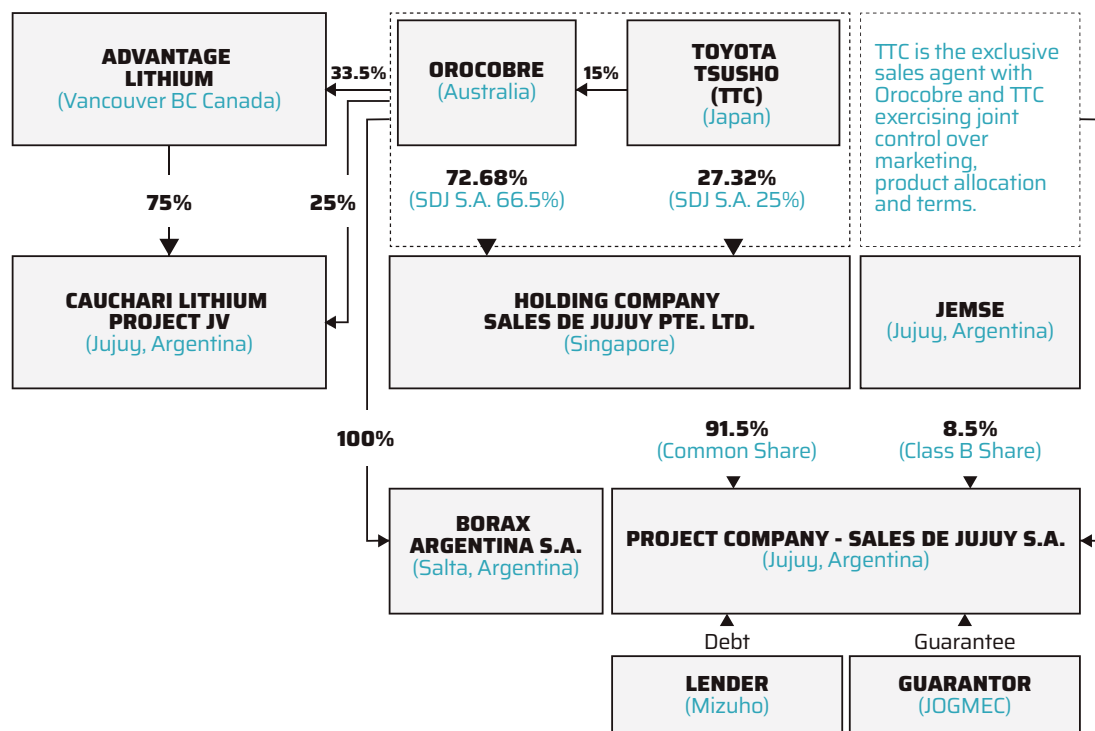 ADVANTAGE
LITHIUM
(Vancouver BC Canada)
33.5%
OROCOBRE
(Australia)
15%
TOYOTA
TSUSHO
(TTC)
(Japan)
TTC is the exclusive
sales agent with
Orocobre and TTC
exercising joint
control over
marketing,
product allocation
and terms.
75%
25%
72.68%
(SDJ S.A. 66.5%)
27.32%
(SDJ S.A. 25%)
CAUCHARI LITHIUM
PROJECT JV
(Jujuy, Argentina)
HOLDING COMPANY
SALES DE JUJUY PTE. LTD.
(Singapore)
JEMSE
(Jujuy, Argentina)
100%
91.5%
(Common Share)
8.5%
(Class B Share)
BORAX
ARGENTINA S.A.
(Salta, Argentina)
PROJECT COMPANY - SALES DE JUJUY S.A.
(Jujuy, Argentina)
Debt
Guarantee
LENDER
(Mizuho)
GUARANTOR
(JOGMEC)